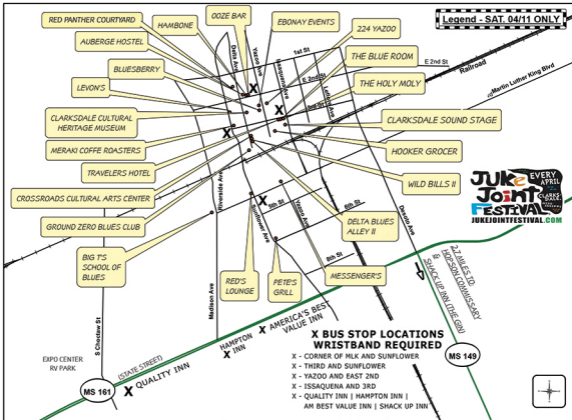 RED PANTHER COURTYARD
HAMBONE
OOZE BAR
EBONAY EVENTS
224 YAZOO
Legend - SAT. 04/11 ONLY
AUBERGE HOSTEL
BLUESBERRY
LEVON'S
CLARKSDALE CULTURAL
HERITAGE MUSEUM
MERAKI COFFE ROASTERS
TRAVELERS HOTEL
CROSSROADS CULTURAL ARTS CENTER
GROUND ZERO BLUES CLUB
BIG T'S
SCHOOL OF
BLUES
THE BLUE ROOM
THE HOLY MOLY
CLARKSDALE SOUND STAGE
HOOKER GROCER
WILD BILLS II
DELTA BLUES
ALLEY II
MESSENGER'S
PETE'S
GRILL
RED'S
LOUNGE
Delta Ave
Yazoo Ave
Issaquena Ave
1st St
E 2nd St
E 2nd St
Railroad
Martin Luther King Blvd
Riverside Ave
Sunflower Ave
5th St
Yazoo Ave
6th St
8th St
Desoto Ave
Madison Ave
S Choctaw St
X
X
X
JUKE
JOINT
FESTIVAL
EVERY
APRIL
CLARKS
DALE
JUKEJOINTFESTIVAL.COM
2.7 MILES TO
HOPSON COMMISSARY
&
SHACK UP INN (THE GIN)
MS 149
EXPO CENTER
RV PARK
MS 161
(STATE STREET)
X QUALITY INN
HAMPTON
X INN
X AMERICA'S BEST
VALUE INN
X BUS STOP LOCATIONS
WRISTBAND REQUIRED
X - CORNER OF MLK AND SUNFLOWER
X - THIRD AND SUNFLOWER
X - YAZOO AND EAST 2ND
X - ISSAQUENA AND 3RD
X - QUALITY INN | HAMPTON INN |
AM BEST VALUE INN | SHACK UP INN